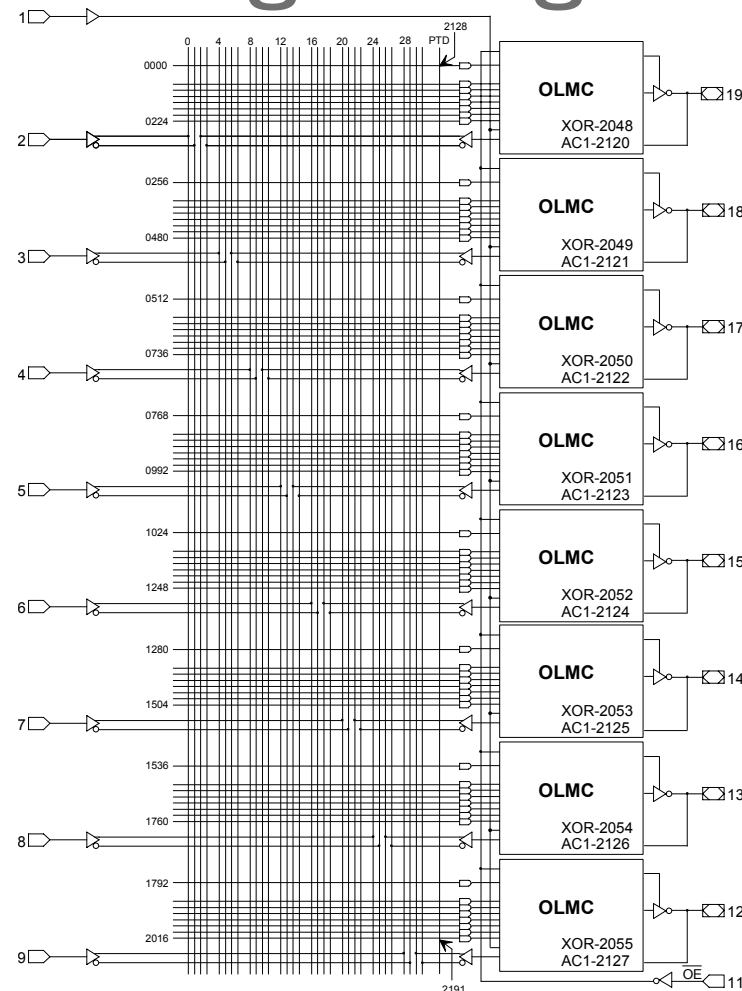 1
2128
0 4 8 12 16 20 24 28 PTD
0000
OLMC
19
0224
XOR-2048
AC1-2120
2
0256
OLMC
18
0480
XOR-2049
AC1-2121
3
0512
OLMC
17
0736
XOR-2050
AC1-2122
4
0768
OLMC
16
0992
XOR-2051
AC1-2123
5
1024
OLMC
15
1248
XOR-2052
AC1-2124
6
1280
OLMC
14
1504
XOR-2053
AC1-2125
7
1536
OLMC
13
1760
XOR-2054
AC1-2126
8
1792
OLMC
12
2016
XOR-2055
AC1-2127
9
OE
11
2191